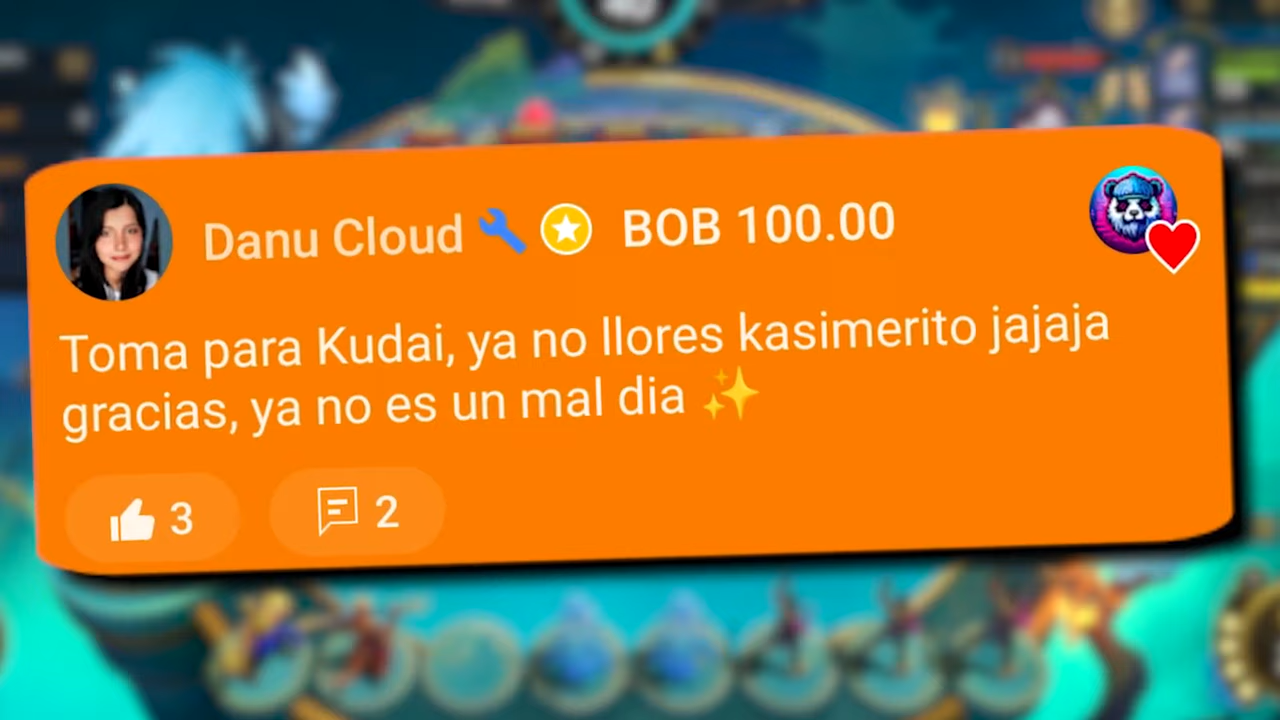 Danu Cloud BOB 100.00
Toma para Kudai, ya no llores kasimerito jajaja
gracias, ya no es un mal dia ✨
3 2